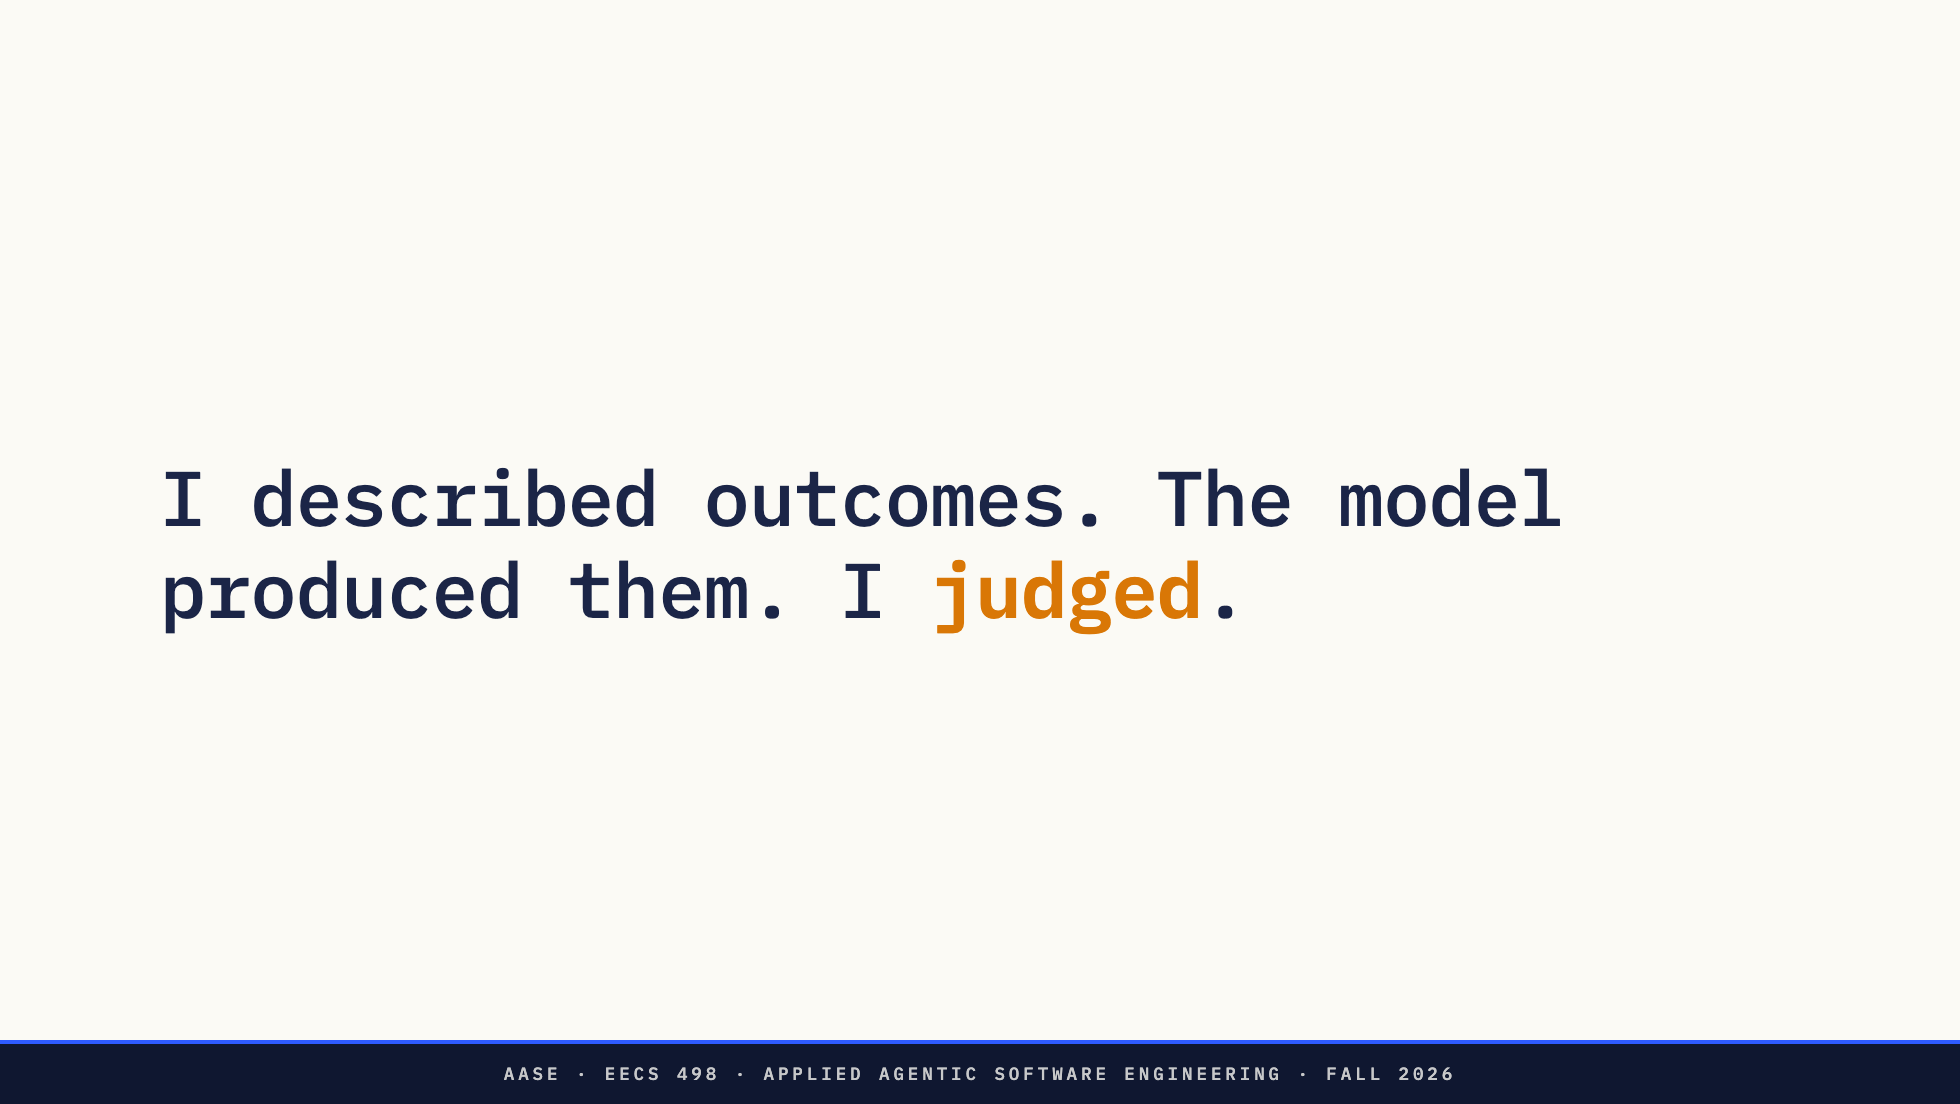 I described outcomes. The model
produced them. I judged.
AASE · EECS 498 · APPLIED AGENTIC SOFTWARE ENGINEERING · FALL 2026